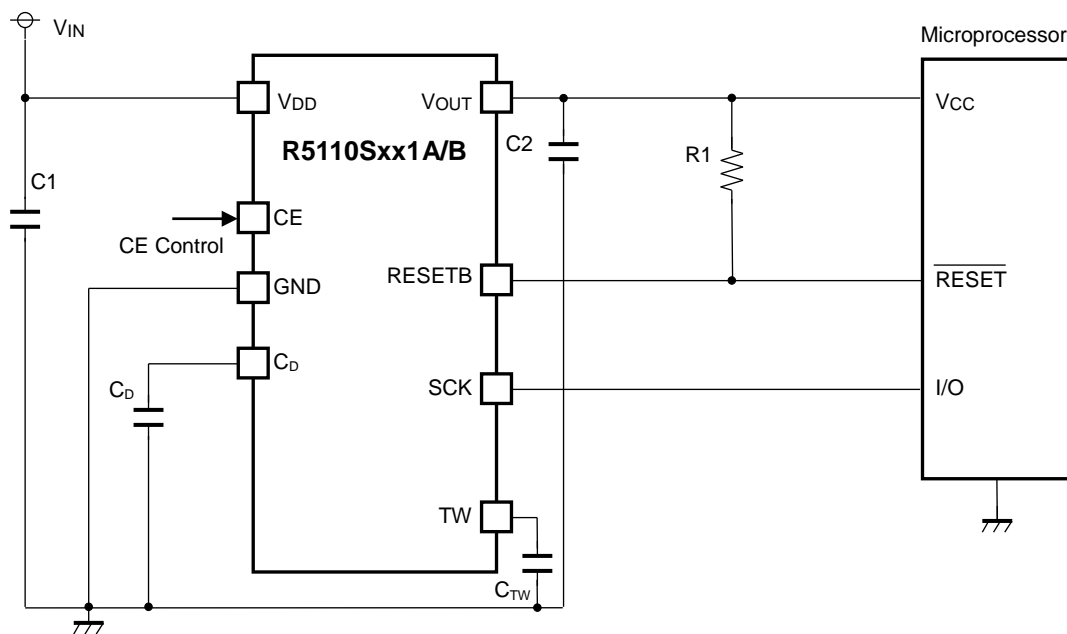 VIN
Microprocessor
VDD
VOUT
VCC
R5110Sxx1A/B
C2
R1
C1
CE
CE Control
GND
RESETB
RESET
CD
CD
SCK
I/O
TW
CTW